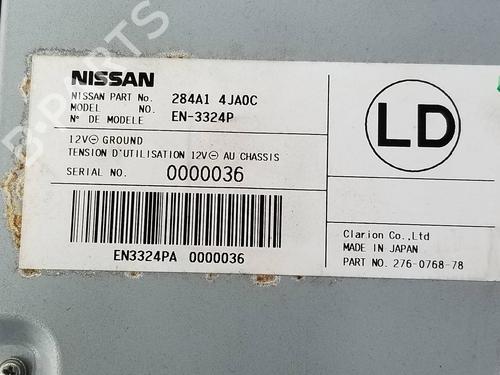 NISSAN
NISSAN PART No. 284A1 4JA0C
MODEL NO. EN-3324P
N° DE MODELE
12V⊖ GROUND
TENSION D'UTILISATION 12V⊖ AU CHASSIS
SERIAL NO. 0000036
EN3324PA 0000036
LD
Clarion Co.,Ltd
MADE IN JAPAN
PART NO. 276-0768-78
B-PARTS